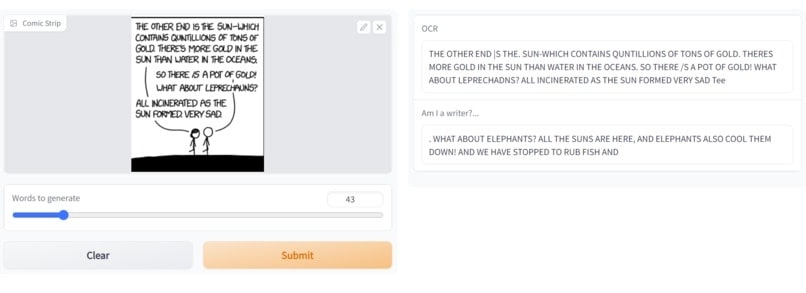 Comic Strip
THE OTHER END IS THE SUN-WHICH
CONTAINS QUINTILLIONS OF TONS OF
GOLD. THERE'S MORE GOLD IN THE
SUN THAN WATER IN THE OCEANS.
SO THERE IS A POT OF GOLD!
WHAT ABOUT LEPRECHAUNS?
ALL INCINERATED AS THE
SUN FORMED. VERY SAD.
Words to generate
43
Clear
Submit
OCR
THE OTHER END |S THE. SUN-WHICH CONTAINS QUNTILLIONS OF TONS OF GOLD. THERES
MORE GOLD IN THE SUN THAN WATER IN THE OCEANS. SO THERE /S A POT OF GOLD! WHAT
ABOUT LEPRECHADNS? ALL INCINERATED AS THE SUN FORMED VERY SAD Tee
Am I a writer?...
. WHAT ABOUT ELEPHANTS? ALL THE SUNS ARE HERE, AND ELEPHANTS ALSO COOL THEM
DOWN! AND WE HAVE STOPPED TO RUB FISH AND